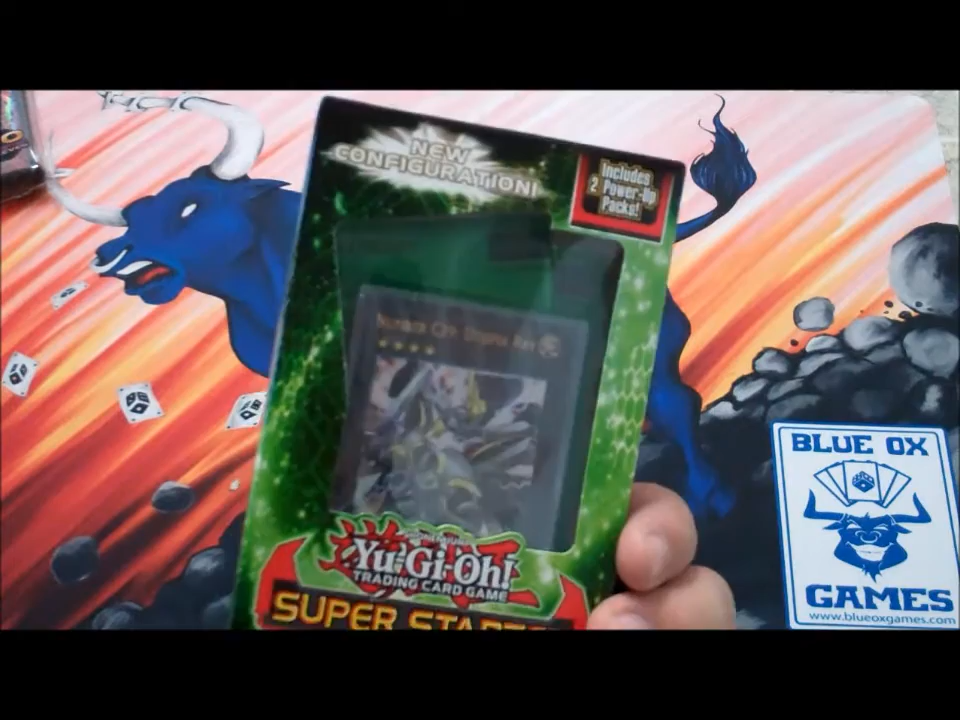 NEW
CONFIGURATION!
Includes
2 Power-Up
Packs!
Number C39: Utopia Ray
Yu-Gi-Oh!
TRADING CARD GAME
SUPER
BLUE OX
GAMES
www.blueoxgames.com